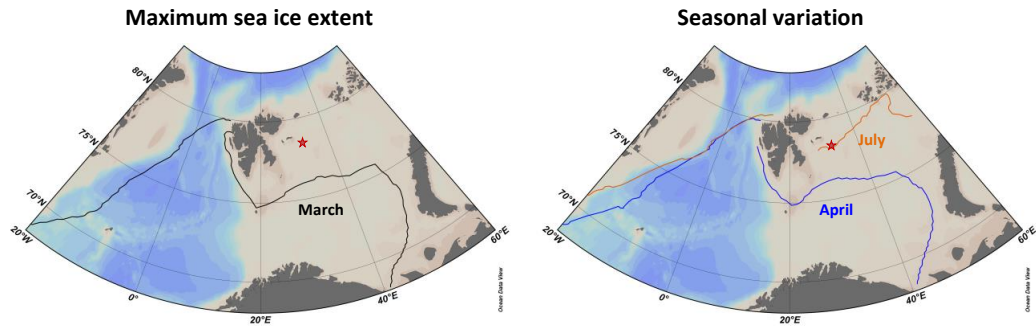 Maximum sea ice extent
80°N
75°N
70°N
20°W
0°
20°E
40°E
60°E
March
Ocean Data View
Seasonal variation
80°N
75°N
70°N
20°W
0°
20°E
40°E
60°E
July
April
Ocean Data View